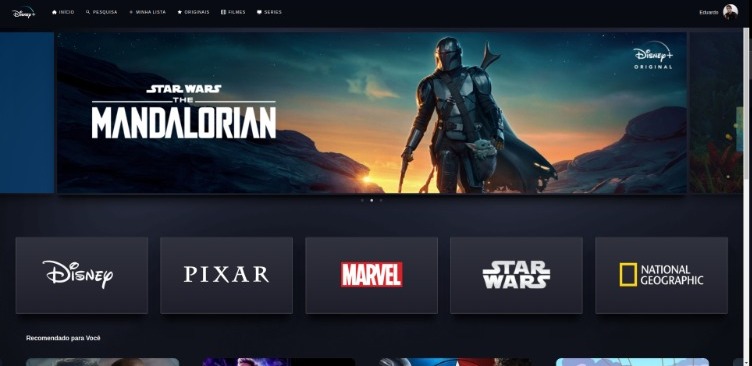 Disney+
INÍCIO
PESQUISA
MINHA LISTA
ORIGINAIS
FILMES
SÉRIES
Eduardo
STAR WARS
THE
MANDALORIAN
Disney+
ORIGINAL
Disney
PIXAR
MARVEL
STAR
WARS
NATIONAL
GEOGRAPHIC
Recomendado para Você